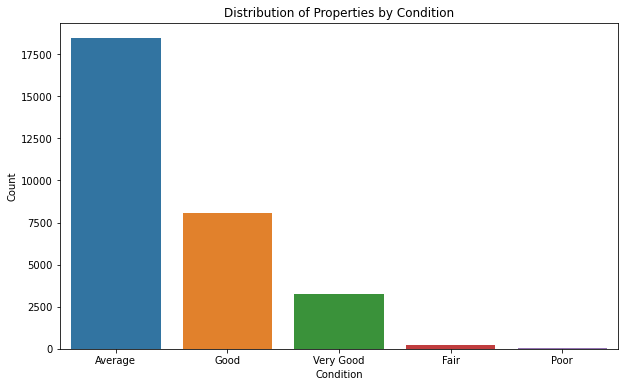 Distribution of Properties by Condition
17500
15000
12500
10000
7500
5000
2500
0
Count
Average Good Very Good Fair Poor
Condition